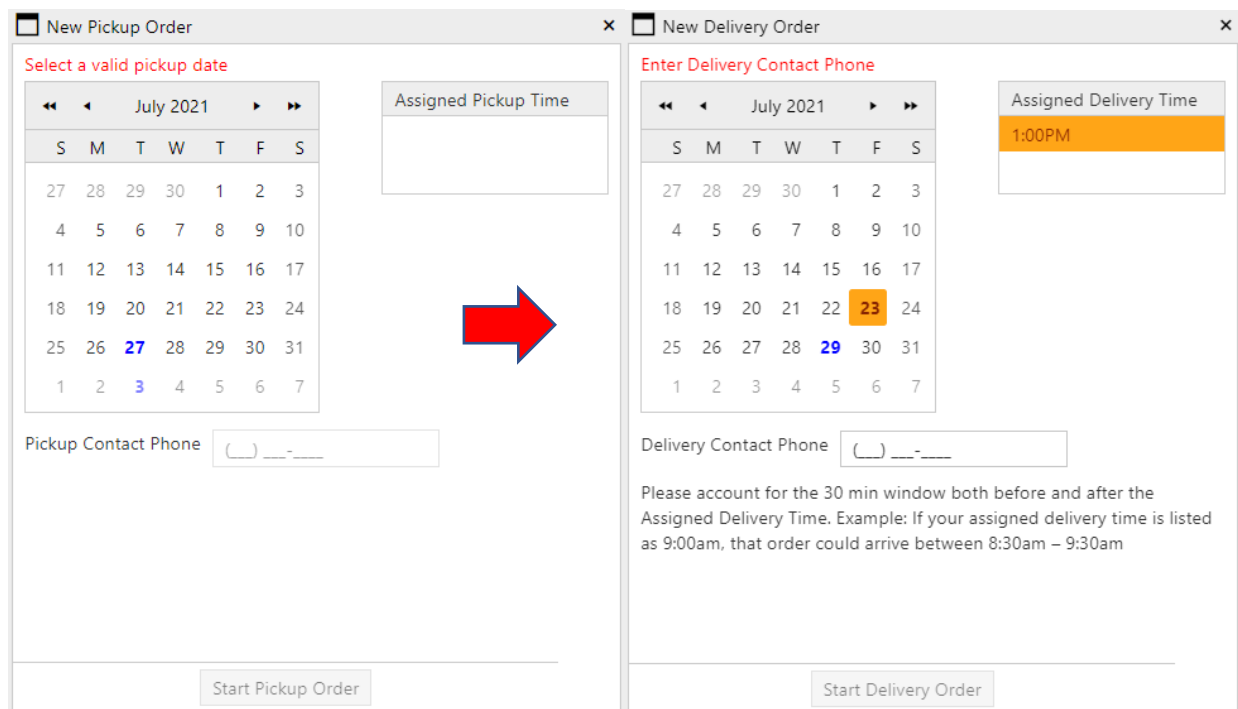 New Pickup Order
Select a valid pickup date
July 2021
Assigned Pickup Time
S M T W T F S
27 28 29 30 1 2 3
4 5 6 7 8 9 10
11 12 13 14 15 16 17
18 19 20 21 22 23 24
25 26 27 28 29 30 31
1 2 3 4 5 6 7
Pickup Contact Phone (___) ___-____
Start Pickup Order
New Delivery Order
Enter Delivery Contact Phone
July 2021
Assigned Delivery Time
1:00PM
S M T W T F S
27 28 29 30 1 2 3
4 5 6 7 8 9 10
11 12 13 14 15 16 17
18 19 20 21 22 23 24
25 26 27 28 29 30 31
1 2 3 4 5 6 7
Delivery Contact Phone (___) ___-____
Please account for the 30 min window both before and after the
Assigned Delivery Time. Example: If your assigned delivery time is listed
as 9:00am, that order could arrive between 8:30am – 9:30am
Start Delivery Order